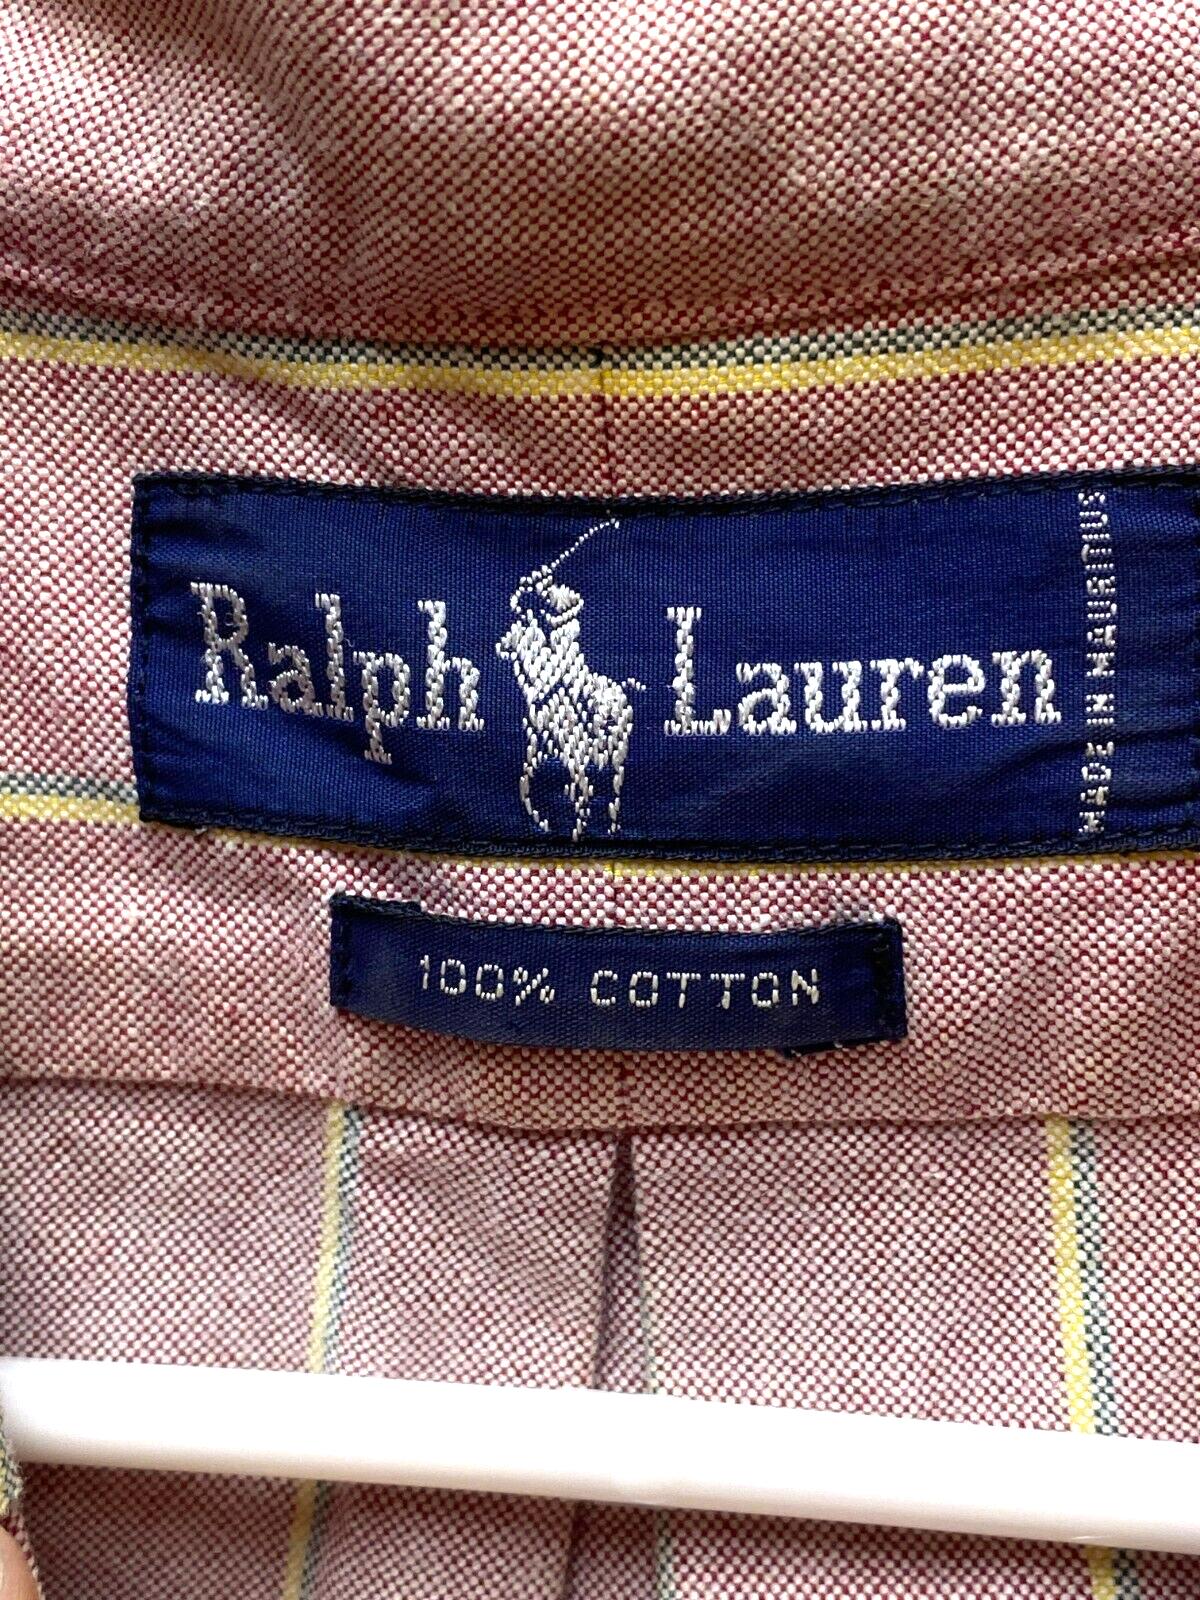 Ralph Lauren
MADE IN MAURITIUS
100% COTTON